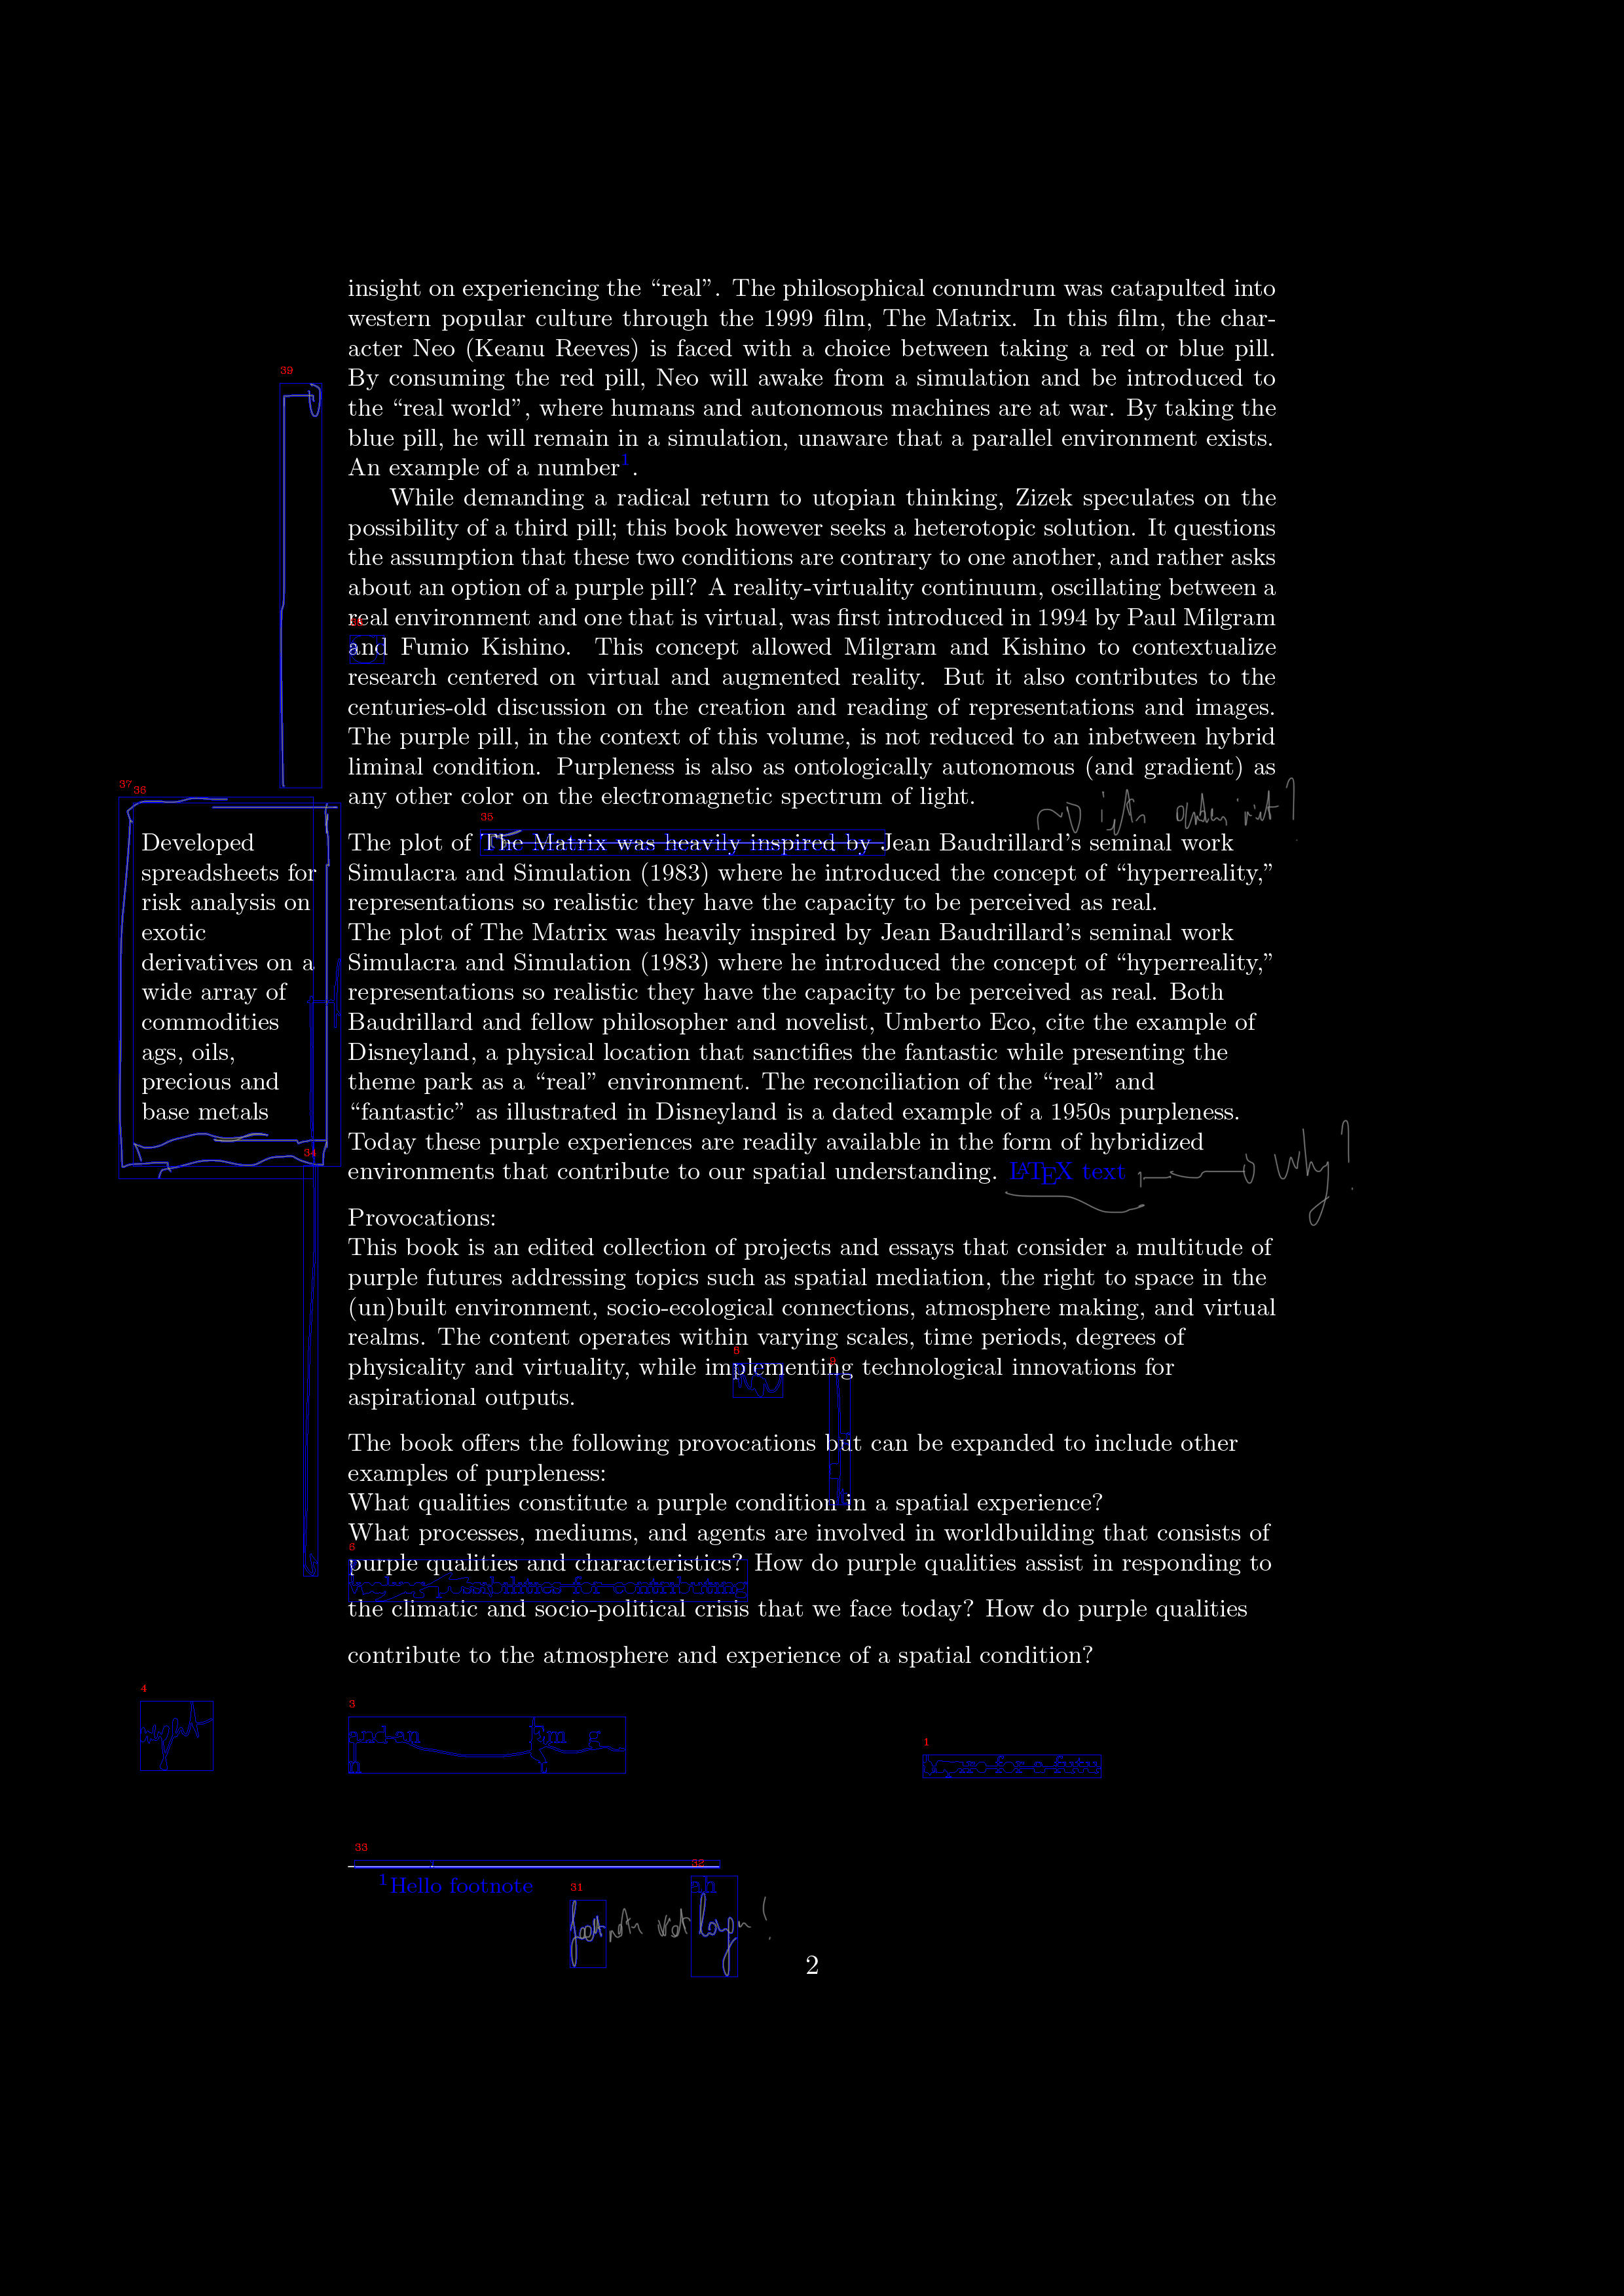 insight on experiencing the “real”. The philosophical conundrum was catapulted into
western popular culture through the 1999 film, The Matrix. In this film, the char-
acter Neo (Keanu Reeves) is faced with a choice between taking a red or blue pill.
39
By consuming the red pill, Neo will awake from a simulation and be introduced to
the “real world”, where humans and autonomous machines are at war. By taking the
blue pill, he will remain in a simulation, unaware that a parallel environment exists.
An example of a number1.
While demanding a radical return to utopian thinking, Zizek speculates on the
possibility of a third pill; this book however seeks a heterotopic solution. It questions
the assumption that these two conditions are contrary to one another, and rather asks
about an option of a purple pill? A reality-virtuality continuum, oscillating between a
real environment and one that is virtual, was first introduced in 1994 by Paul Milgram
and Fumio Kishino. This concept allowed Milgram and Kishino to contextualize
research centered on virtual and augmented reality. But it also contributes to the
centuries-old discussion on the creation and reading of representations and images.
The purple pill, in the context of this volume, is not reduced to an inbetween hybrid
liminal condition. Purpleness is also as ontologically autonomous (and gradient) as
any other color on the electromagnetic spectrum of light.
37
36
Developed
spreadsheets for
risk analysis on
exotic
derivatives on a
wide array of
commodities
ags, oils,
precious and
base metals
34
35
The plot of The Matrix was heavily inspired by Jean Baudrillard’s seminal work
Simulacra and Simulation (1983) where he introduced the concept of “hyperreality,”
representations so realistic they have the capacity to be perceived as real.
The plot of The Matrix was heavily inspired by Jean Baudrillard’s seminal work
Simulacra and Simulation (1983) where he introduced the concept of “hyperreality,”
representations so realistic they have the capacity to be perceived as real. Both
Baudrillard and fellow philosopher and novelist, Umberto Eco, cite the example of
Disneyland, a physical location that sanctifies the fantastic while presenting the
theme park as a “real” environment. The reconciliation of the “real” and
“fantastic” as illustrated in Disneyland is a dated example of a 1950s purpleness.
Today these purple experiences are readily available in the form of hybridized
environments that contribute to our spatial understanding. LATEX text why?
Provocations:
This book is an edited collection of projects and essays that consider a multitude of
purple futures addressing topics such as spatial mediation, the right to space in the
(un)built environment, socio-ecological connections, atmosphere making, and virtual
realms. The content operates within varying scales, time periods, degrees of
physicality and virtuality, while implementing technological innovations for
aspirational outputs.
The book offers the following provocations but can be expanded to include other
examples of purpleness:
What qualities constitute a purple condition in a spatial experience?
What processes, mediums, and agents are involved in worldbuilding that consists of
purple qualities and characteristics? How do purple qualities assist in responding to
the climatic and socio-political crisis that we face today? How do purple qualities
contribute to the atmosphere and experience of a spatial condition?
4
3
1
33
32
1Hello footnote
31
2